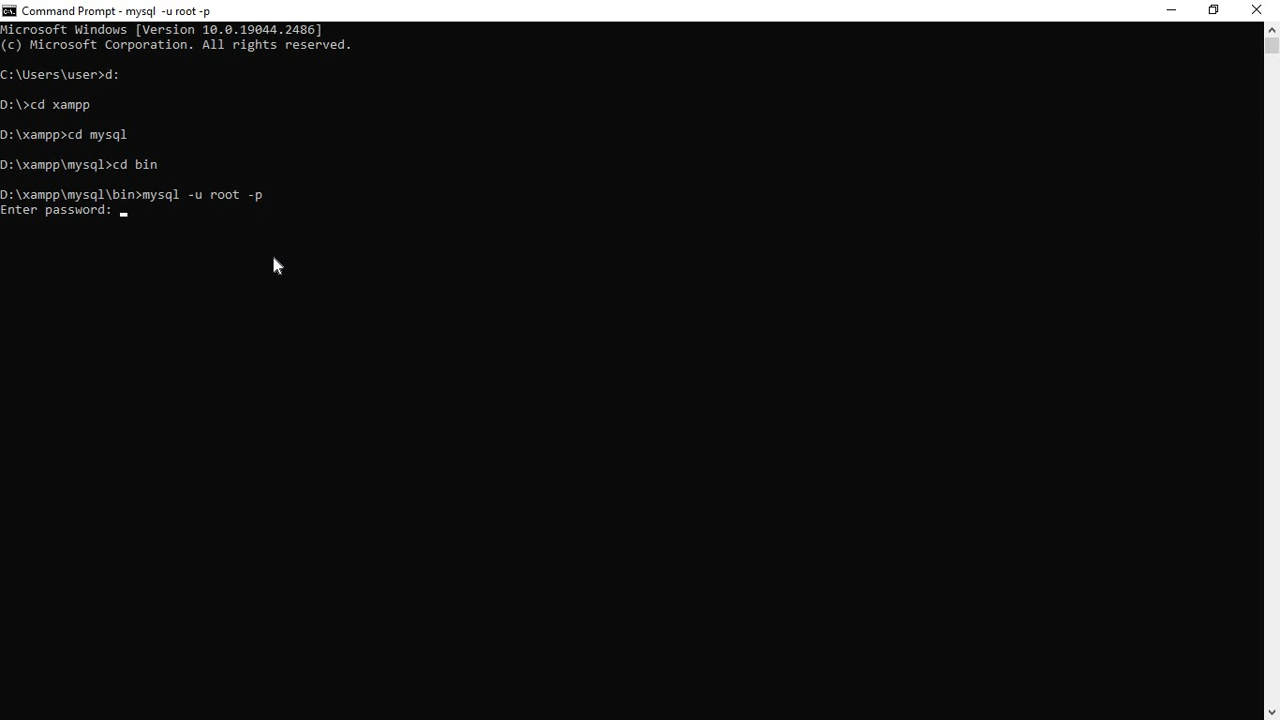 Command Prompt - mysql -u root -p
Microsoft Windows [Version 10.0.19044.2486]
(c) Microsoft Corporation. All rights reserved.
C:\Users\user>d:
D:\>cd xampp
D:\xampp>cd mysql
D:\xampp\mysql>cd bin
D:\xampp\mysql\bin>mysql -u root -p
Enter password: